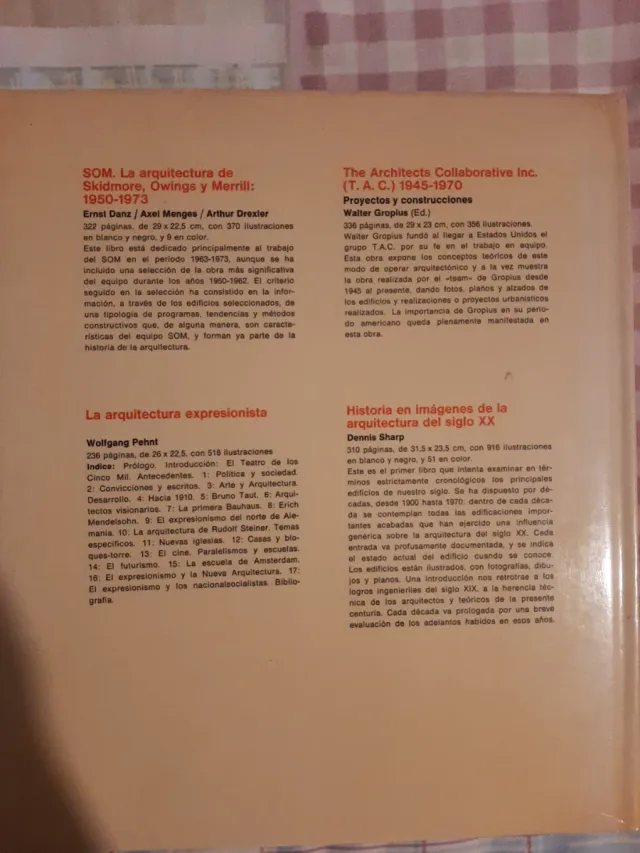 SOM. La arquitectura de
Skidmore, Owings y Merrill:
1950-1973
Ernst Danz / Axel Menges / Arthur Drexler
322 páginas, de 29 x 22,5 cm, con 370 ilustraciones
en blanco y negro, y 9 en color.
Este libro está dedicado principalmente al trabajo
del SOM en el período 1963-1973, aunque se ha
incluido una selección de la obra más significativa
del equipo durante los años 1950-1962. El criterio
seguido en la selección ha consistido en la infor-
mación, a través de los edificios seleccionados, de
una tipología de programas, tendencias y métodos
constructivos que, de alguna manera, son caracte-
rísticas del equipo SOM, y forman ya parte de la
historia de la arquitectura.
The Architects Collaborative Inc.
(T. A. C.) 1945-1970
Proyectos y construcciones
Walter Gropius (Ed.)
336 páginas, de 29 x 23 cm, con 356 ilustraciones.
Walter Gropius fundó al llegar a Estados Unidos el
grupo T.A.C. por su fe en el trabajo en equipo.
Esta obra expone los conceptos teóricos de este
modo de operar arquitectónico y a la vez muestra
la obra realizada por el «team» de Gropius desde
1945 al presente, dando fotos, planos y alzados de
los edificios y realizaciones o proyectos urbanísticos
realizados. La importancia de Gropius en su perío-
do americano queda plenamente manifestada en
esta obra.
La arquitectura expresionista
Wolfgang Pehnt
236 páginas, de 26 x 22,5, con 518 ilustraciones
Indice: Prólogo. Introducción: El Teatro de los
Cinco Mil. Antecedentes. 1: Política y sociedad.
2: Convicciones y escritos. 3: Arte y Arquitectura.
Desarrollo. 4: Hacia 1910. 5: Bruno Taut. 6: Arqui-
tectos visionarios. 7: La primera Bauhaus. 8: Erich
Mendelsohn. 9: El expresionismo del norte de Ale-
mania. 10: La arquitectura de Rudolf Steiner. Temas
específicos. 11: Nuevas iglesias. 12: Casas y blo-
ques-torre. 13: El cine. Paralelismos y escuelas.
14: El futurismo. 15: La escuela de Amsterdam.
16: El expresionismo y la Nueva Arquitectura. 17:
El expresionismo y los nacionalsocialistas. Biblio-
grafía.
Historia en imágenes de la
arquitectura del siglo XX
Dennis Sharp
310 páginas, de 31,5 x 23,5 cm, con 916 ilustraciones
en blanco y negro, y 51 en color.
Este es el primer libro que intenta examinar en tér-
minos estrictamente cronológicos los principales
edificios de nuestro siglo. Se ha dispuesto por dé-
cadas, desde 1900 hasta 1970: dentro de cada déca-
da se contemplan todas las edificaciones impor-
tantes acabadas que han ejercido una influencia
genérica sobre la arquitectura del siglo XX. Cada
entrada va profusamente documentada, y se indica
el estado actual del edificio cuando se conoce.
Los edificios están ilustrados, con fotografías, dibu-
jos y planos. Una introducción nos retrotrae a los
logros ingenieriles del siglo XIX, a la herencia téc-
nica de los arquitectos y teóricos de la presente
centuria. Cada década va prologada por una breve
evaluación de los adelantos habidos en esos años.